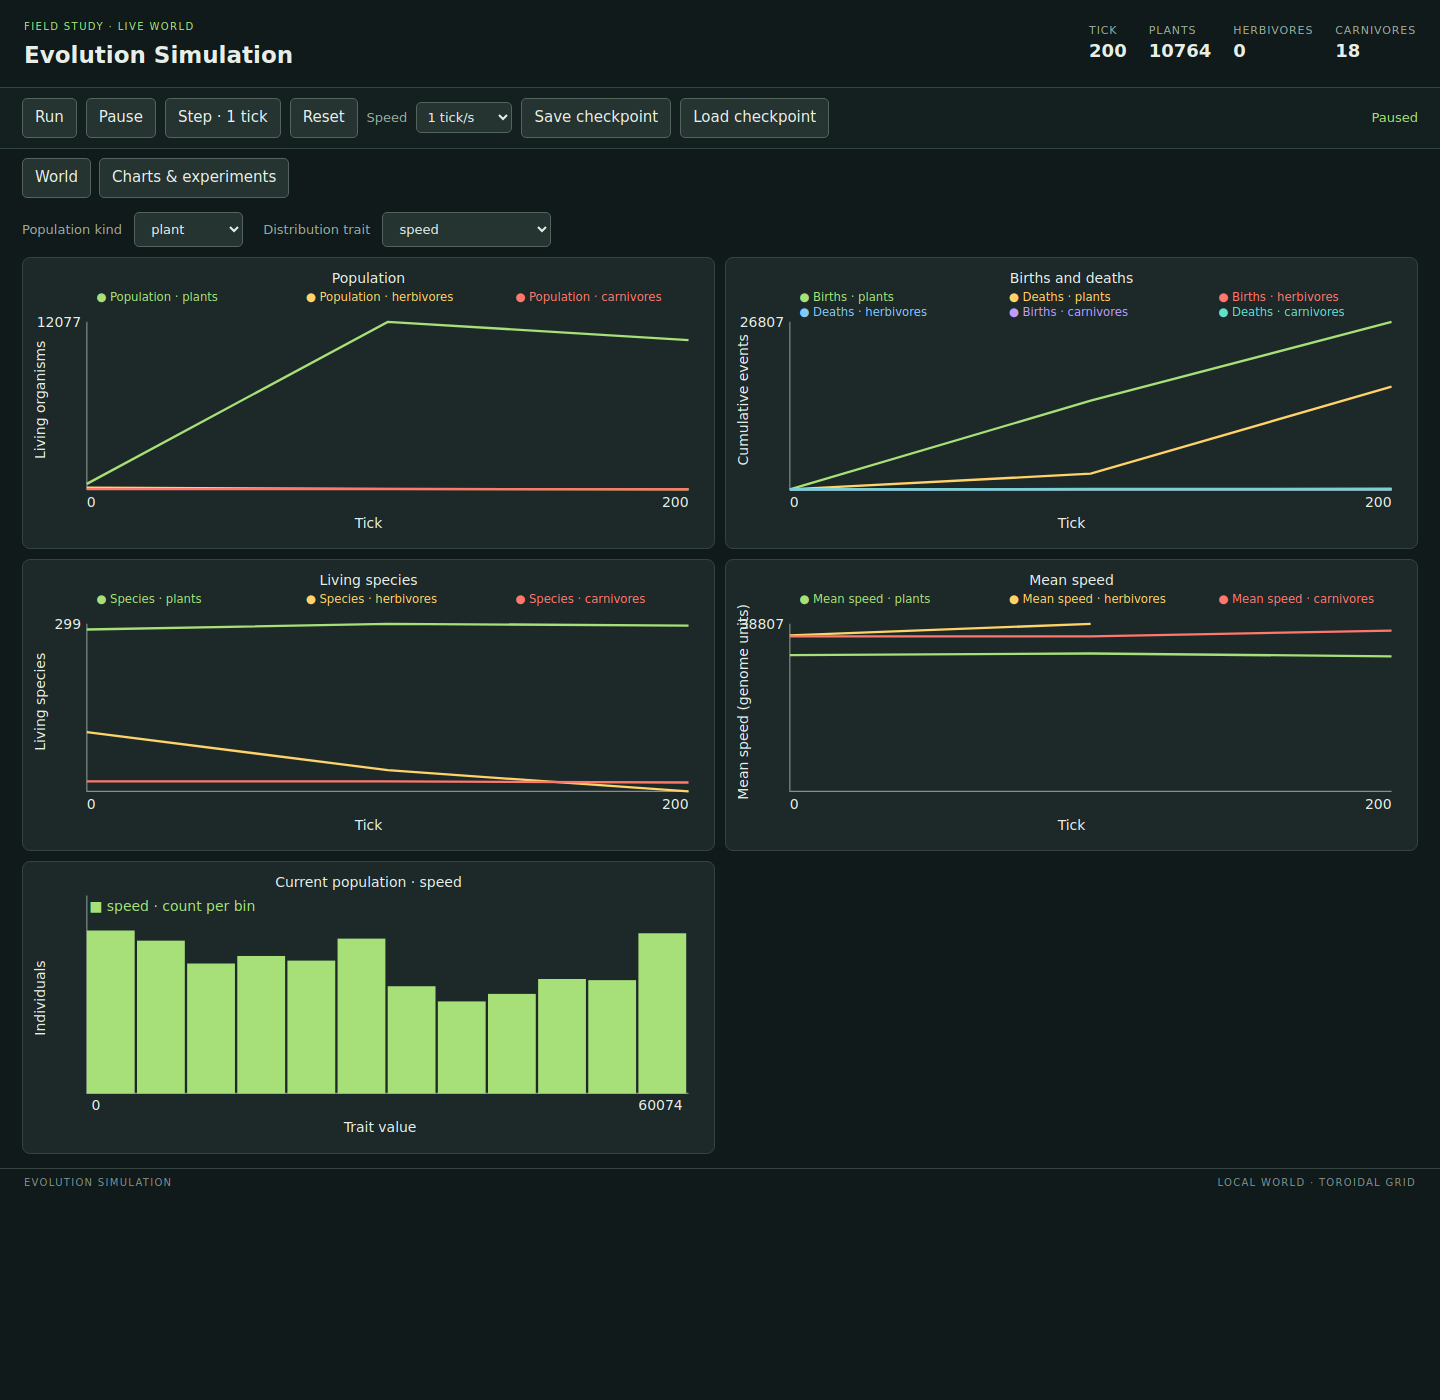 FIELD STUDY · LIVE WORLD
Evolution Simulation
TICK PLANTS HERBIVORES CARNIVORES
200 10764 0 18
Run Pause Step · 1 tick Reset Speed 1 tick/s Save checkpoint Load checkpoint Paused
World Charts & experiments
Population kind plant Distribution trait speed
Population
Population · plants Population · herbivores Population · carnivores
12077
Living organisms
0 200
Tick
Births and deaths
Births · plants Deaths · plants Births · herbivores
Deaths · herbivores Births · carnivores Deaths · carnivores
26807
Cumulative events
0 200
Tick
Living species
Species · plants Species · herbivores Species · carnivores
299
Living species
0 200
Tick
Mean speed
Mean speed · plants Mean speed · herbivores Mean speed · carnivores
Mean speed (genome units)
0 200
Tick
Current population · speed
speed · count per bin
Individuals
0 60074
Trait value
EVOLUTION SIMULATION LOCAL WORLD · TOROIDAL GRID